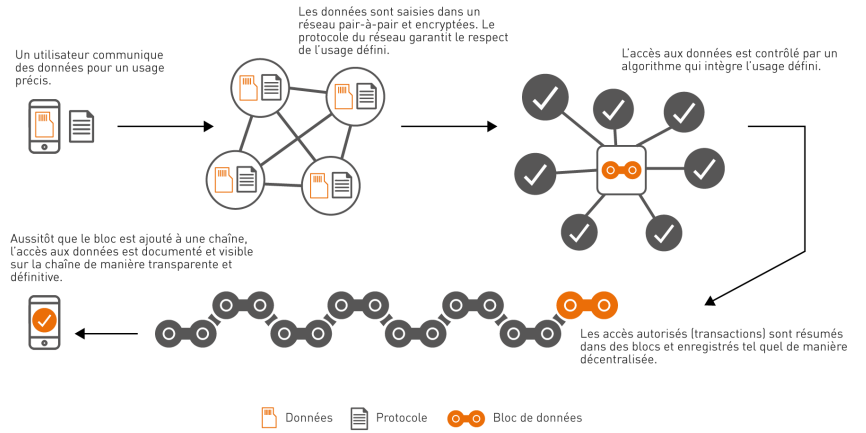 Un utilisateur communique
des données pour un usage
précis.
Les données sont saisies dans un
réseau pair-à-pair et encryptées. Le
protocole du réseau garantit le respect
de l'usage défini.
L'accès aux données est contrôlé par un
algorithme qui intègre l'usage défini.
Les accès autorisés (transactions) sont résumés
dans des blocs et enregistrés tel quel de manière
décentralisée.
Aussitôt que le bloc est ajouté à une chaîne,
l'accès aux données est documenté et visible
sur la chaîne de manière transparente et
définitive.
Données
Protocole
Bloc de données